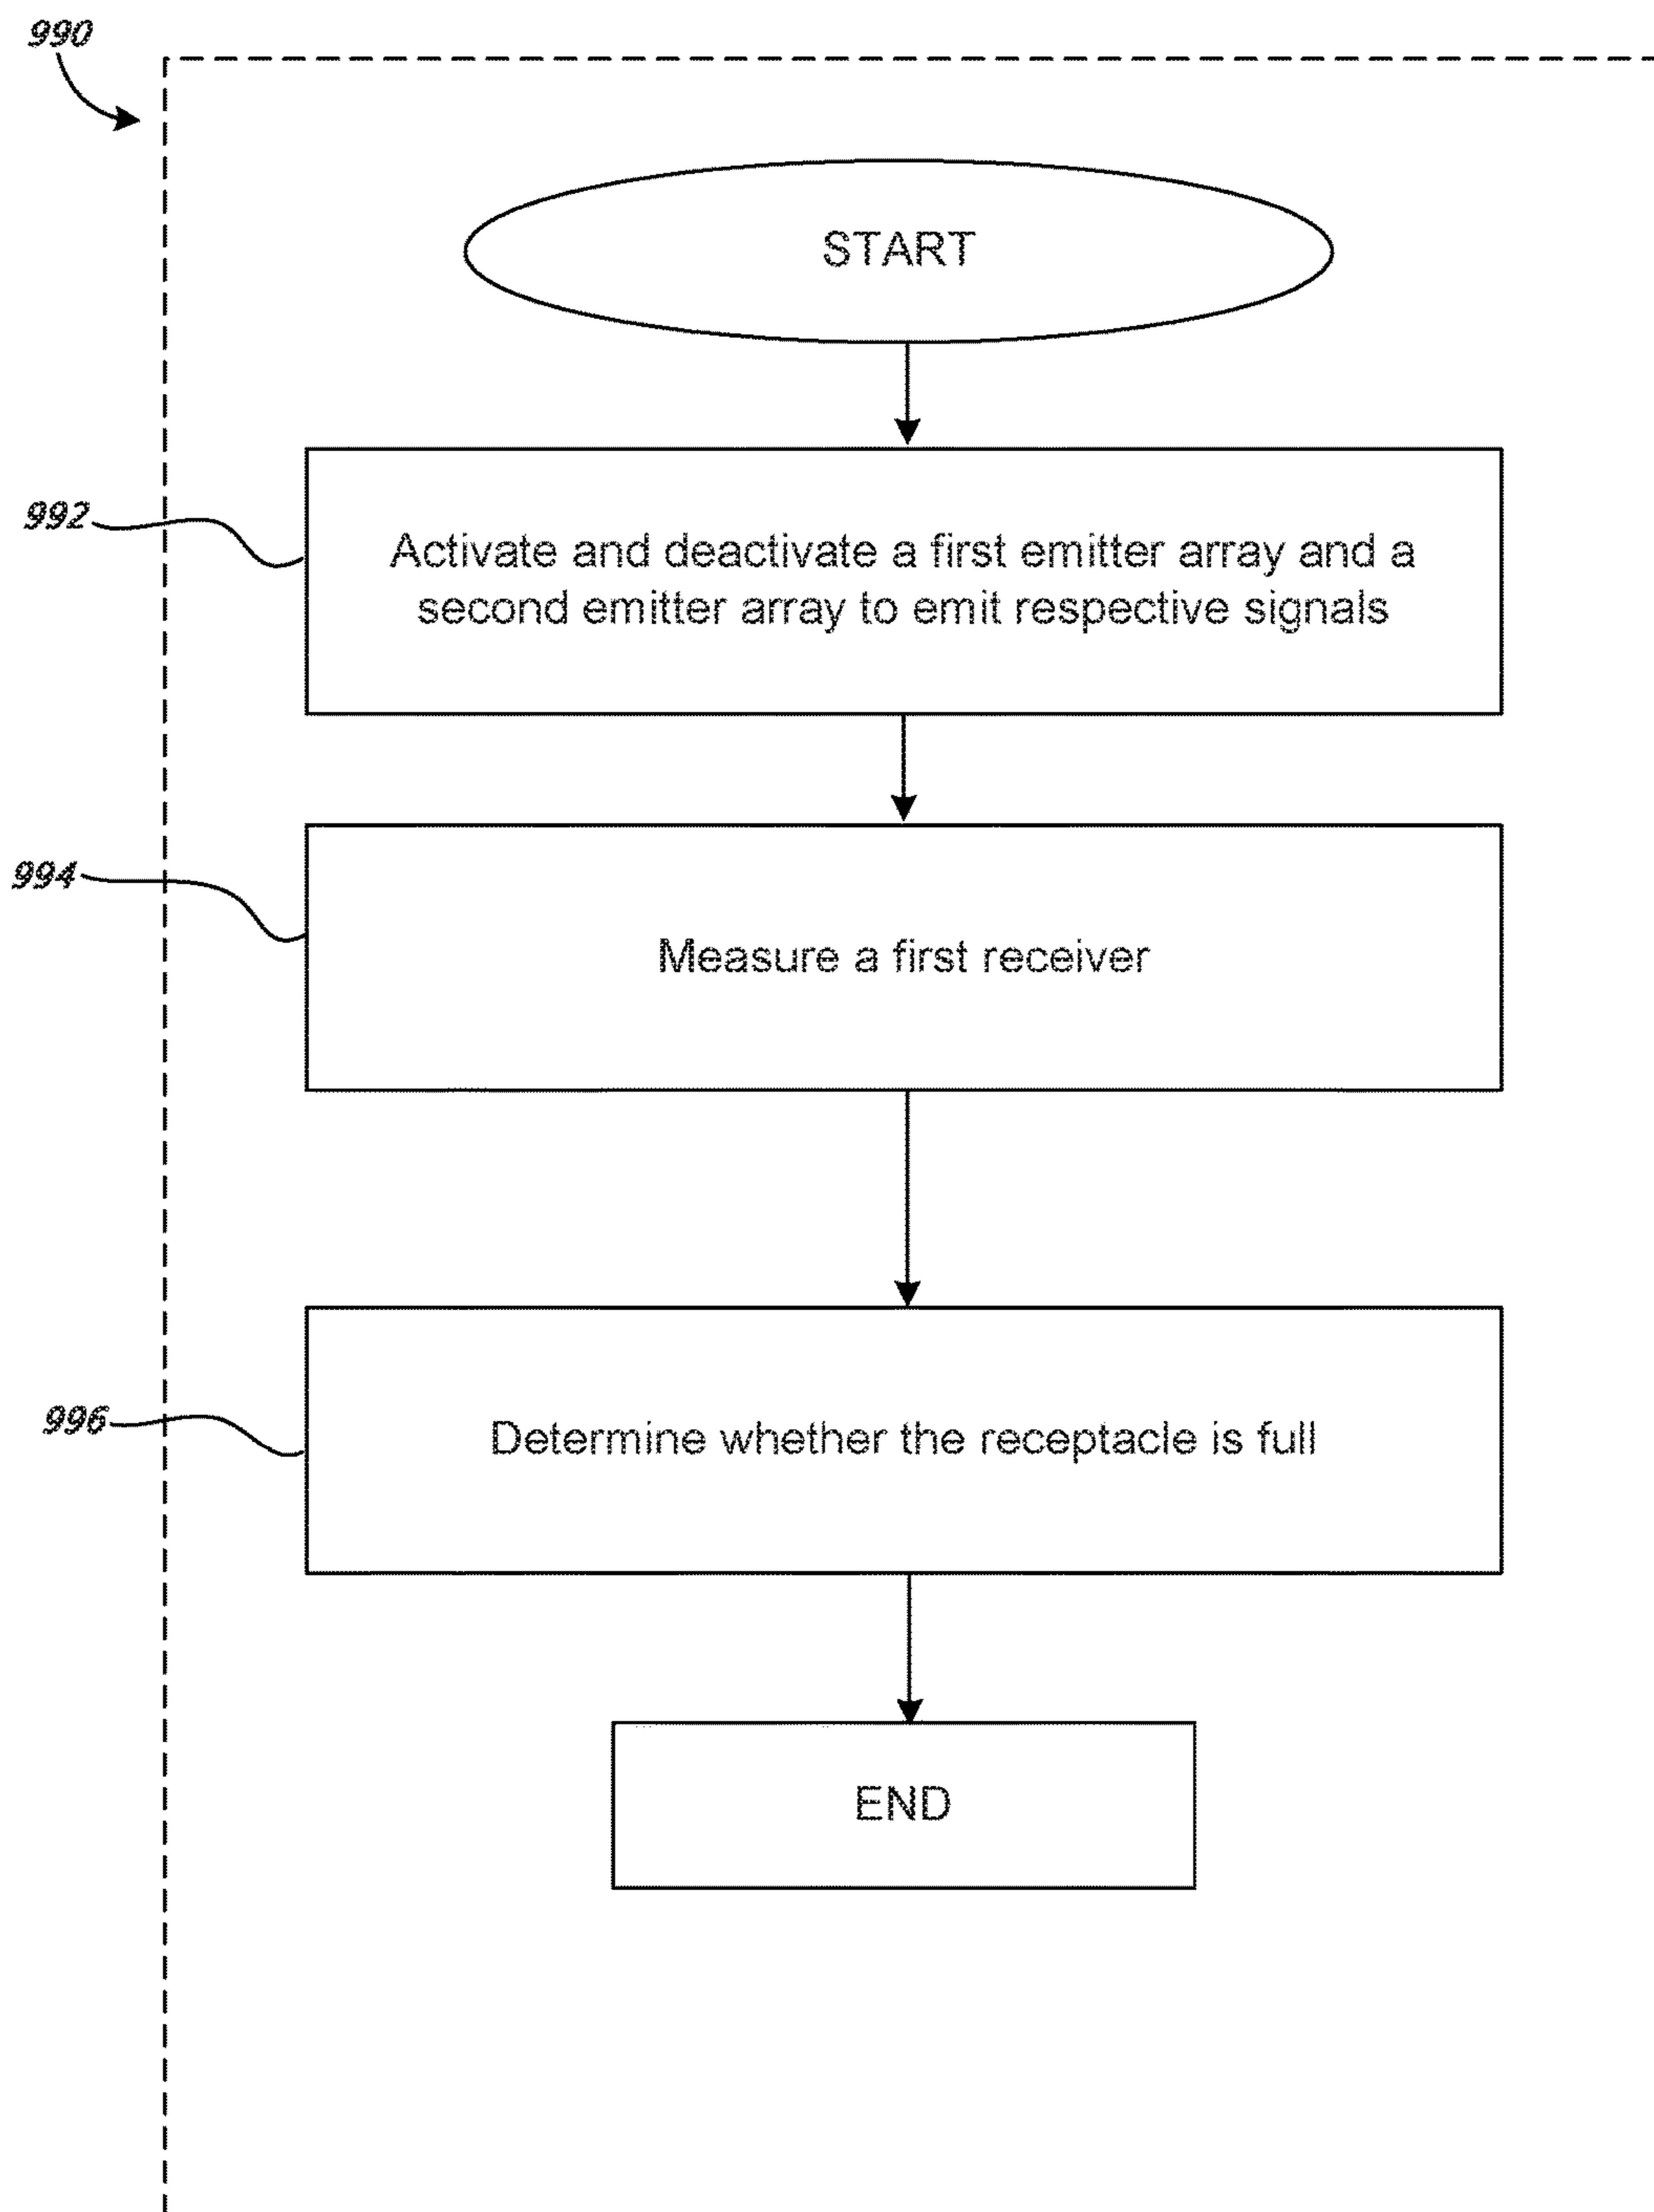 990
START
992
Activate and deactivate a first emitter array and a
second emitter array to emit respective signals
994
Measure a first receiver
996
Determine whether the receptacle is full
END